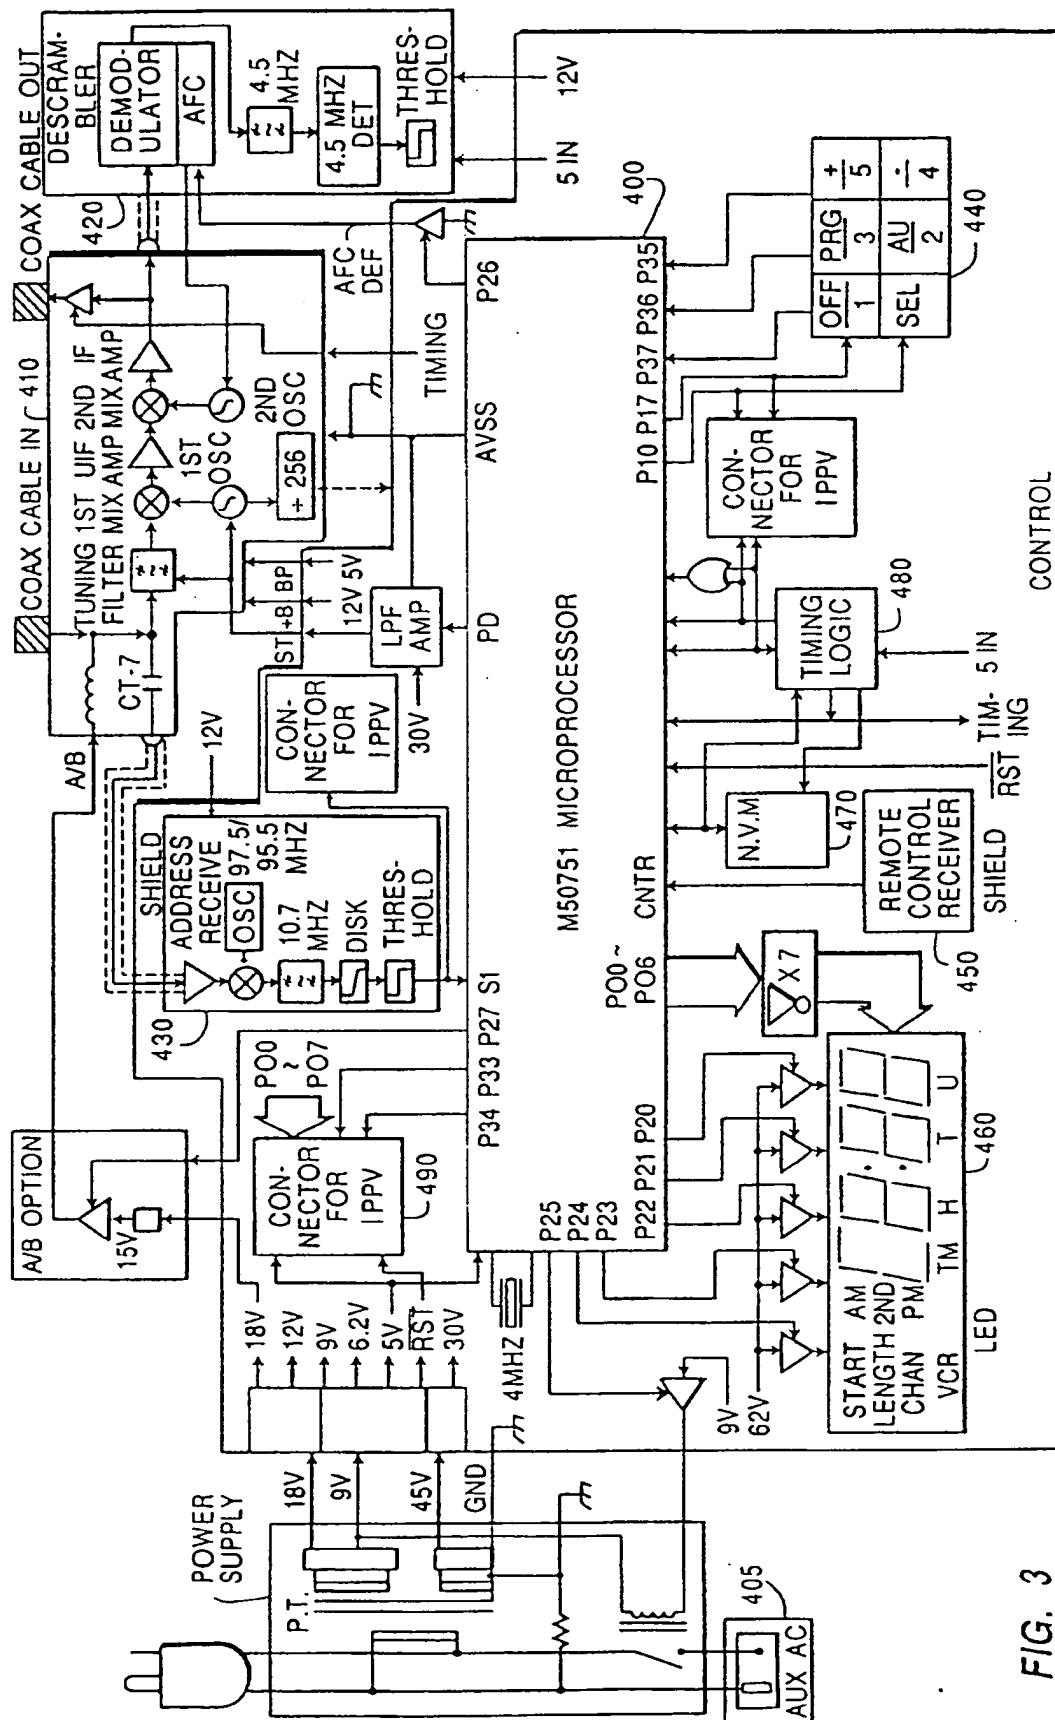 COAX CABLE IN
410
COAX CABLE OUT
A/B
CT-7
TUNING 1ST UIF 2ND IF
FILTER MIX AMP MIX AMP
1ST
OSC
2ND
OSC
÷ 256
420
DESCRAM-
BLER
DEMOD-
ULATOR
AFC
4.5
MHZ
4.5 MHZ
DET
THRES-
HOLD
5 IN
12V
AFC
DEF
TIMING
ST
+B
BP
12V 5V
A/B OPTION
15V
SHIELD
ADDRESS
RECEIVE
12V
OSC
97.5/
95.5
MHZ
10.7
MHZ
DISK
THRES-
HOLD
430
CON-
NECTOR
FOR
IPPV
LPF
AMP
30V
POWER
SUPPLY
P.T.
18V
9V
45V
GND
18V
12V
9V
6.2V
5V
RST
30V
PO0
~
PO7
CON-
NECTOR
FOR
IPPV
490
4MHZ
P34 P33 P27 S1
PD
AVSS
P26
M50751 MICROPROCESSOR
400
P25
P24
P23
P22 P21 P20
PO0~
PO6
CNTR
P10 P17 P37 P36 P35
9V
62V
X7
START AM
LENGTH 2ND
CHAN PM
VCR
TM H T U
LED
460
REMOTE
CONTROL
RECEIVER
450
SHIELD
N.V.M
470
RST
TIM-
ING
5 IN
TIMING
LOGIC
480
CON-
NECTOR
FOR
IPPV
OFF PRG +
1 3 5
SEL AU ÷
2 4
440
CONTROL
405
AUX AC
FIG. 3